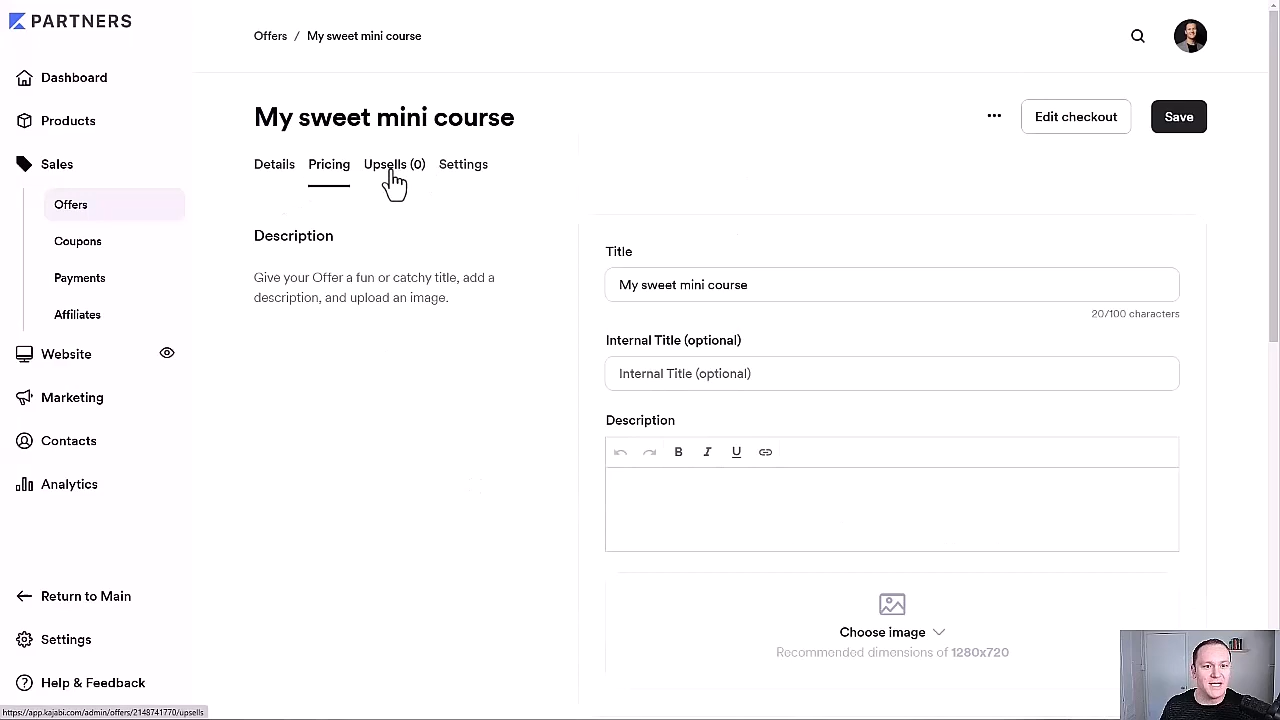 PARTNERS
Offers / My sweet mini course
Dashboard
Products
Sales
Offers
Coupons
Payments
Affiliates
Website
Marketing
Contacts
Analytics
Return to Main
Settings
Help & Feedback
My sweet mini course
Edit checkout
Save
Details Pricing Upsells (0) Settings
Description
Give your Offer a fun or catchy title, add a
description, and upload an image.
Title
My sweet mini course
20/100 characters
Internal Title (optional)
Internal Title (optional)
Description
B I U
Choose image
Recommended dimensions of 1280x720
https://app.kajabi.com/admin/offers/2148741770/upsells